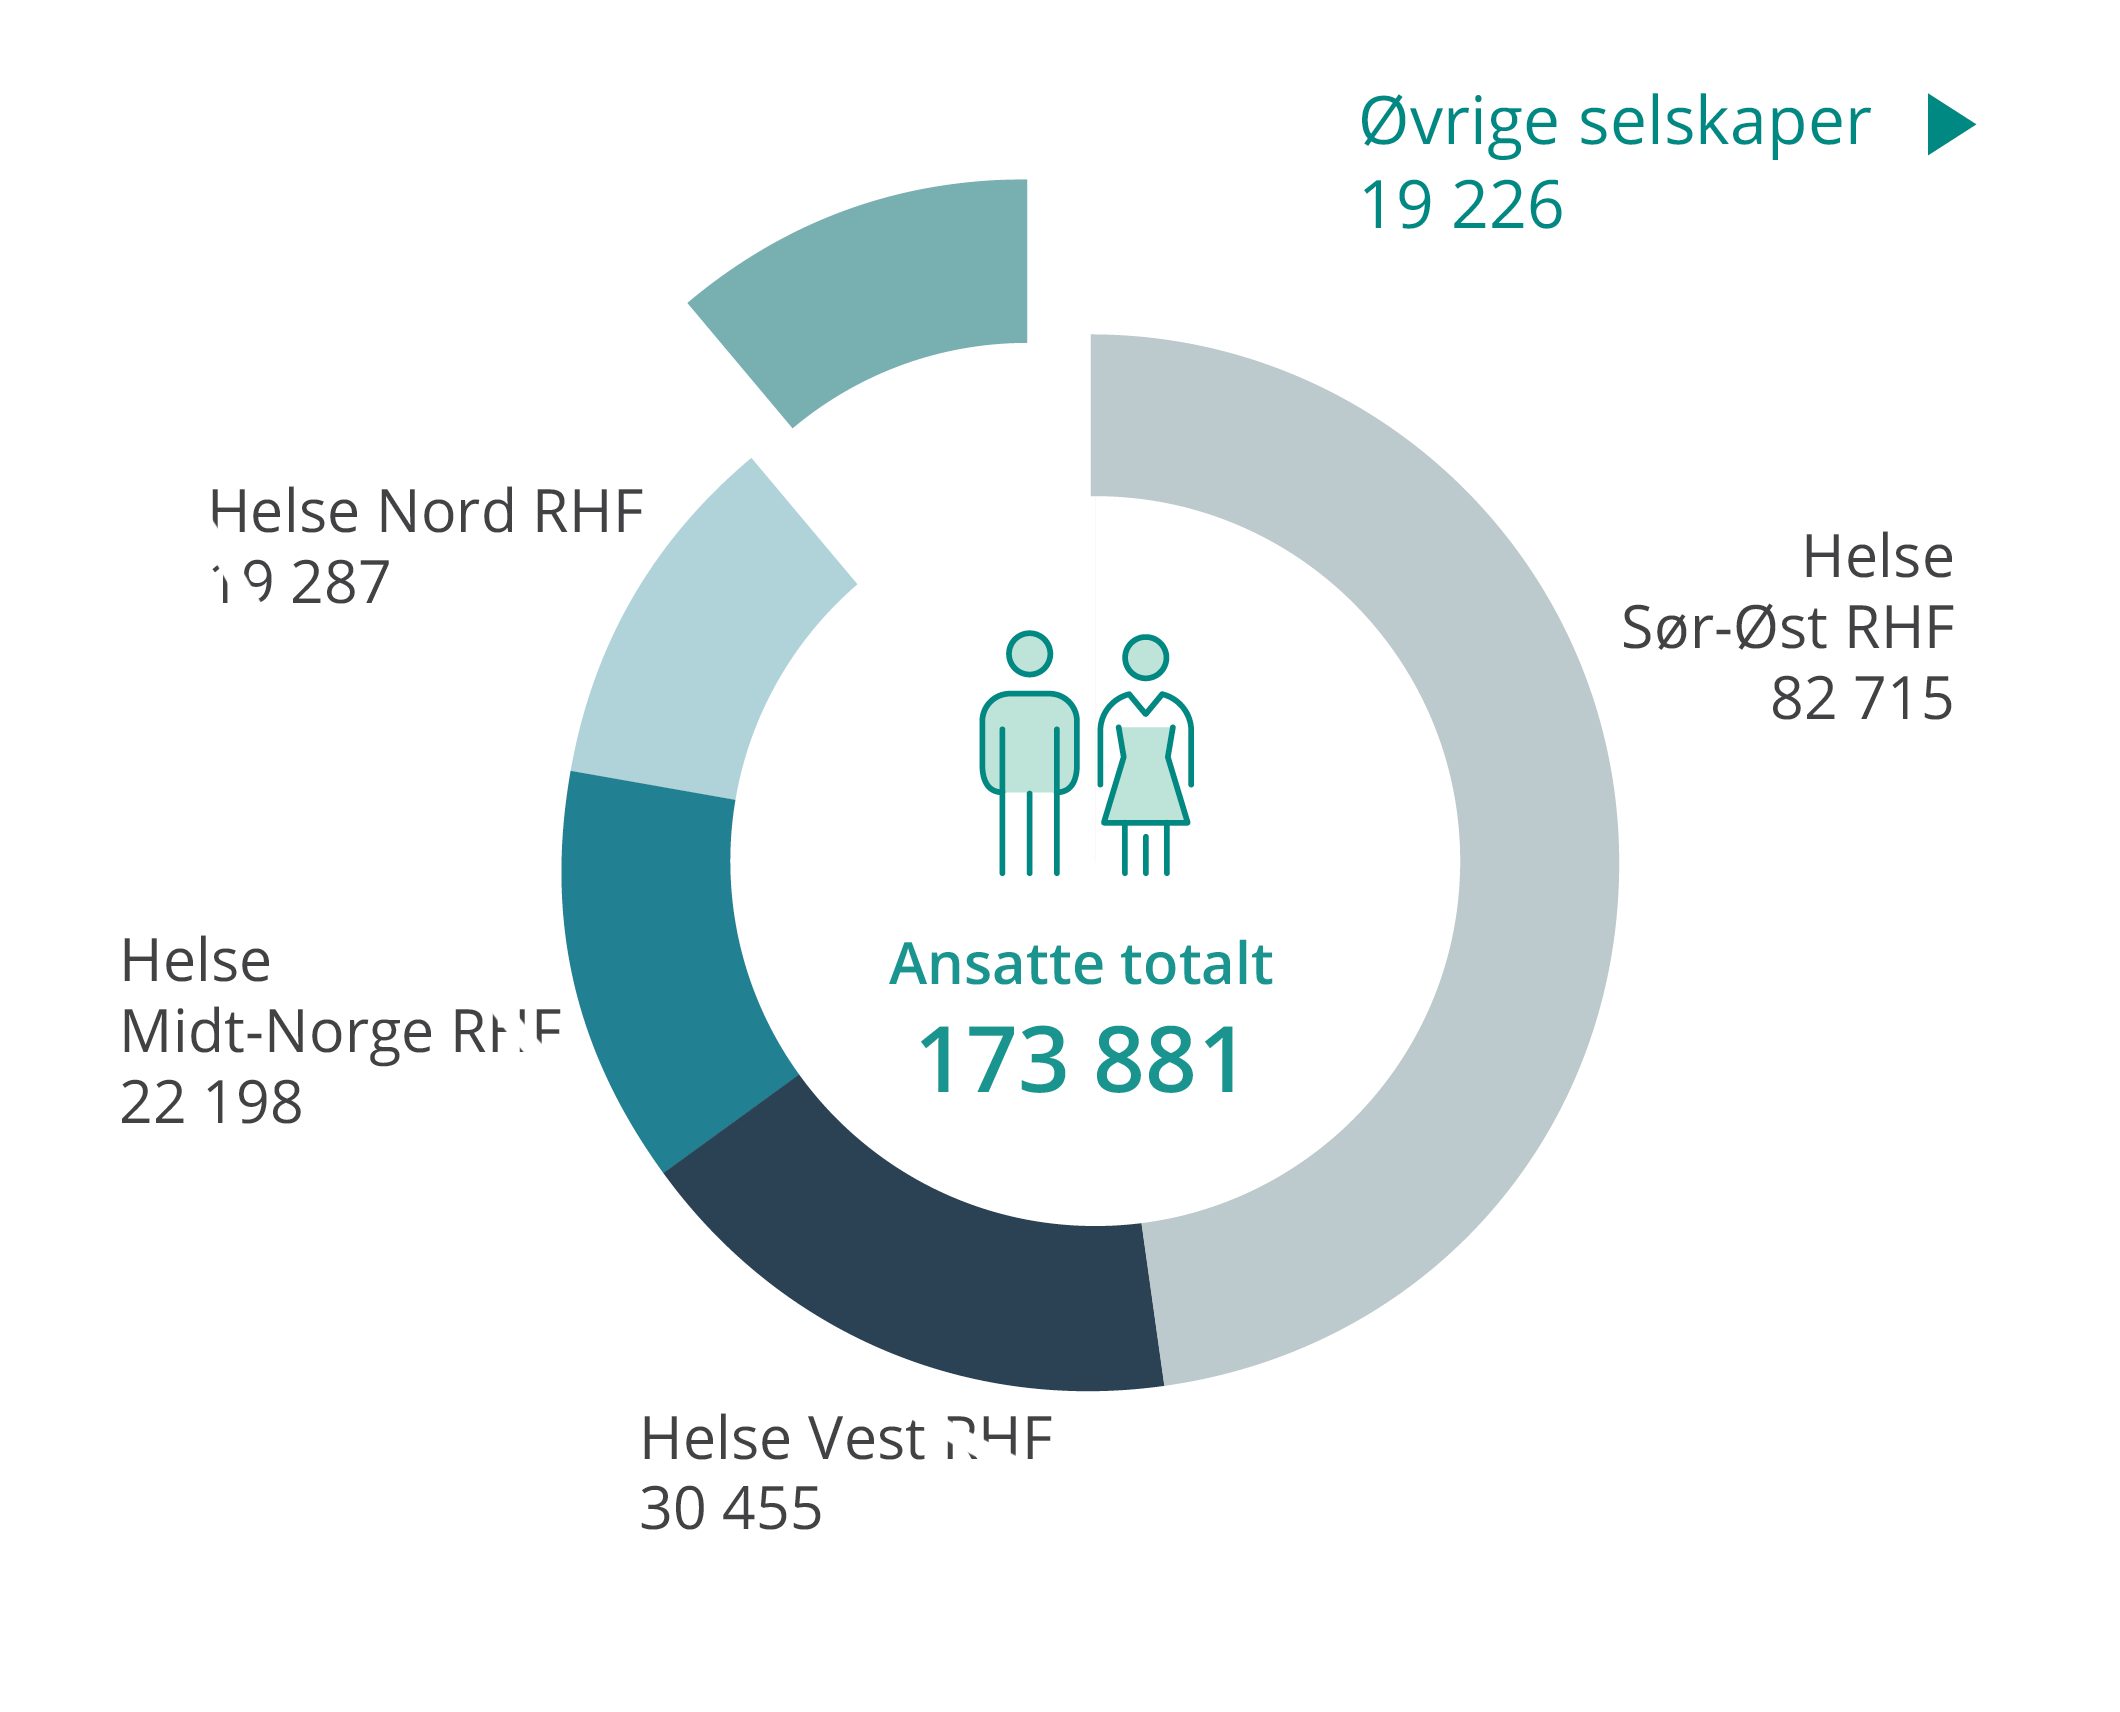 Øvrige selskaper
19 226
Helse Nord RHF
19 287
Helse
Sør-Øst RHF
82 715
Ansatte totalt
173 881
Helse
Midt-Norge RHF
22 198
Helse Vest RHF
30 455